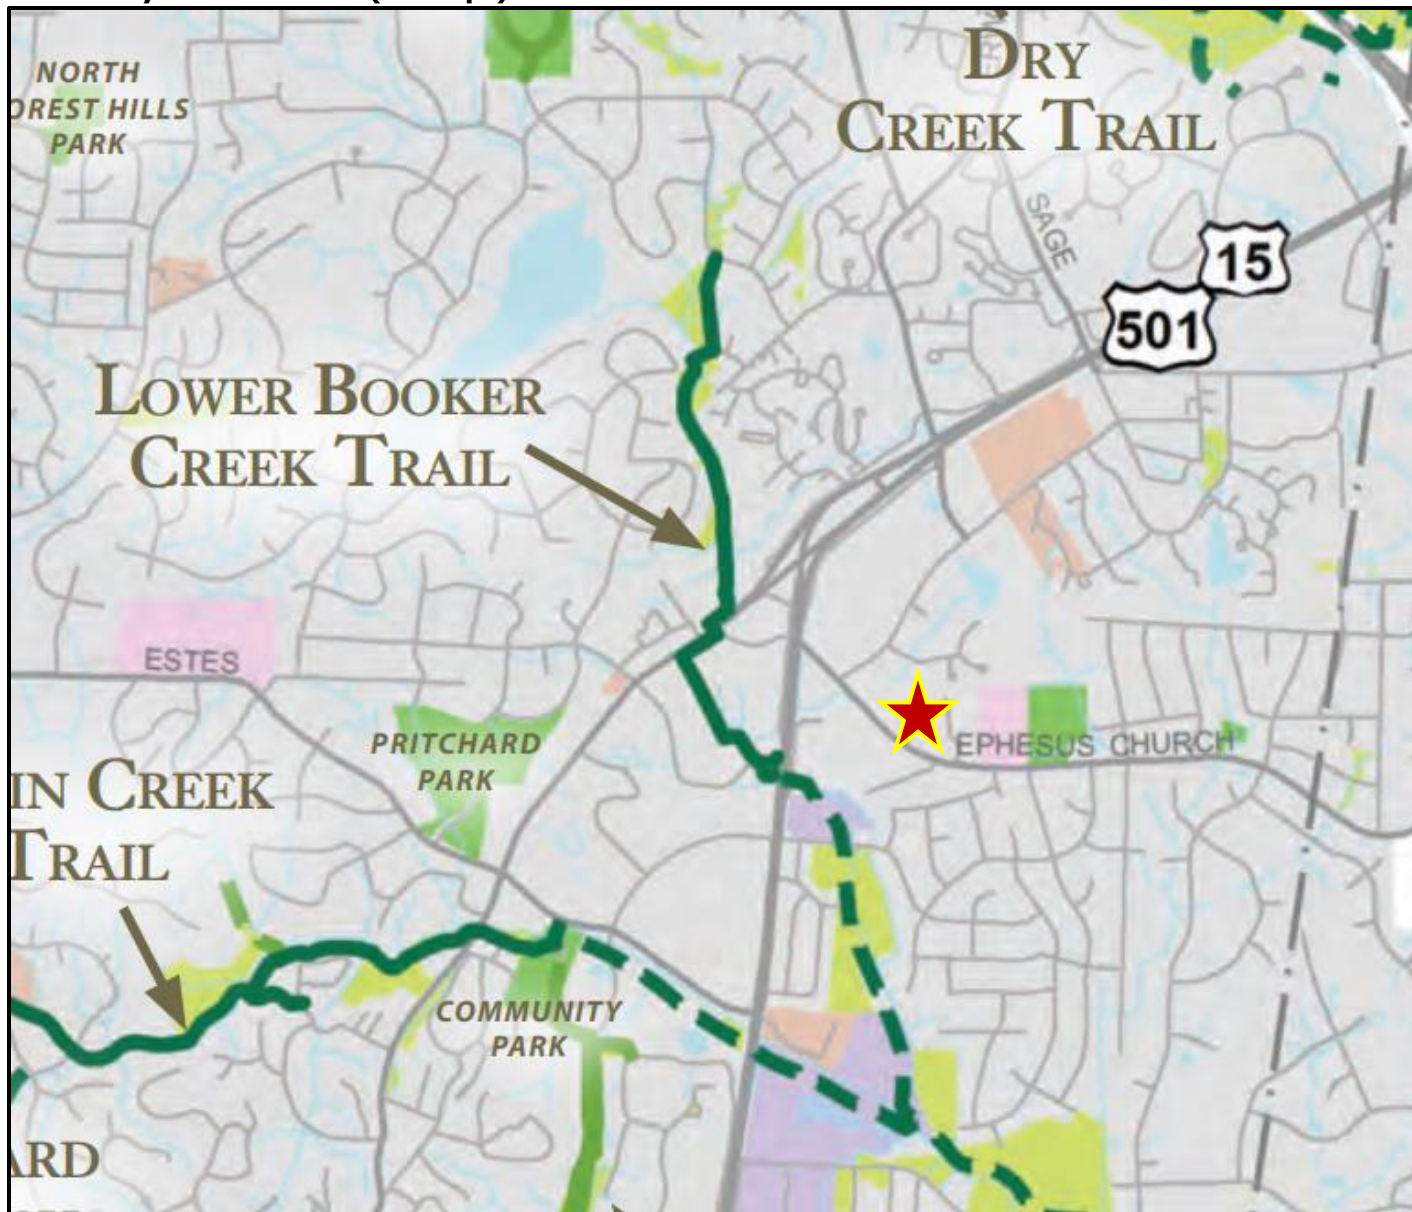 NORTH
OREST HILLS
PARK
DRY
CREEK TRAIL
SAGE
15
501
LOWER BOOKER
CREEK TRAIL
ESTES
PRITCHARD
PARK
EPHESUS CHURCH
IN CREEK
TRAIL
COMMUNITY
PARK
ARD